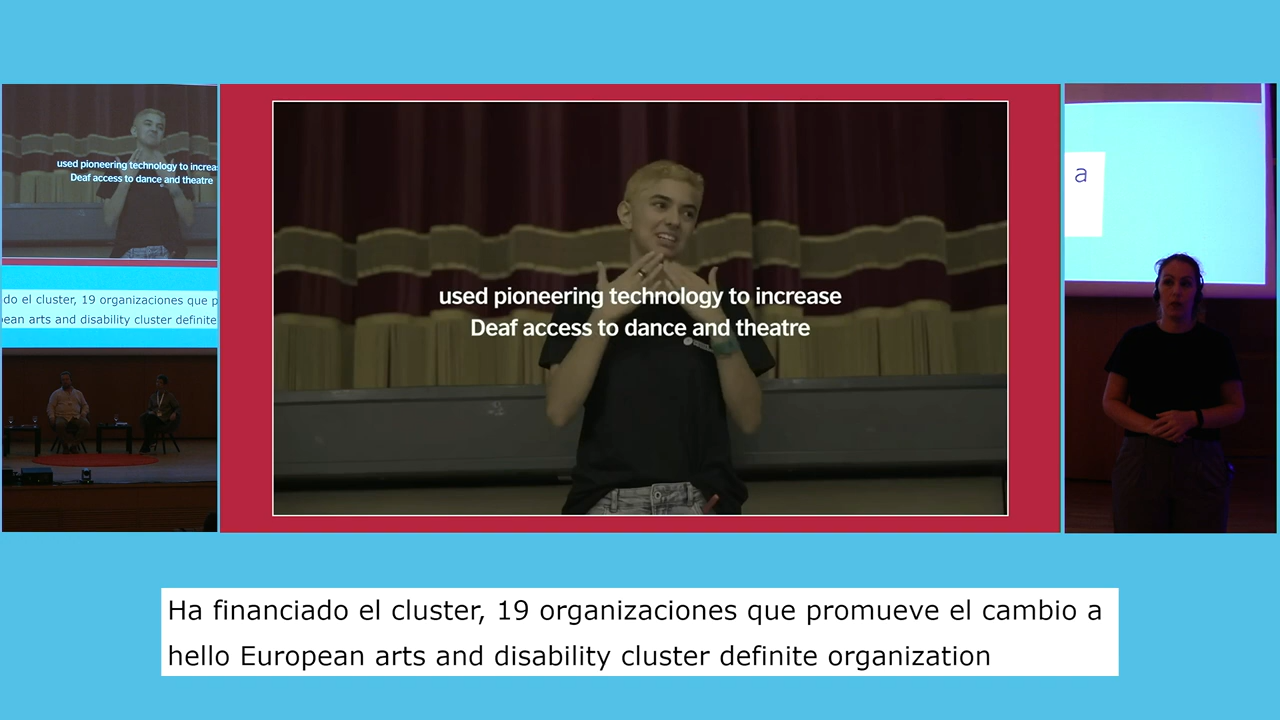 used pioneering technology to increas
Deaf access to dance and theatre
do el cluster, 19 organizaciones que p
ean arts and disability cluster definite
used pioneering technology to increase
Deaf access to dance and theatre
a
Ha financiado el cluster, 19 organizaciones que promueve el cambio a
hello European arts and disability cluster definite organization